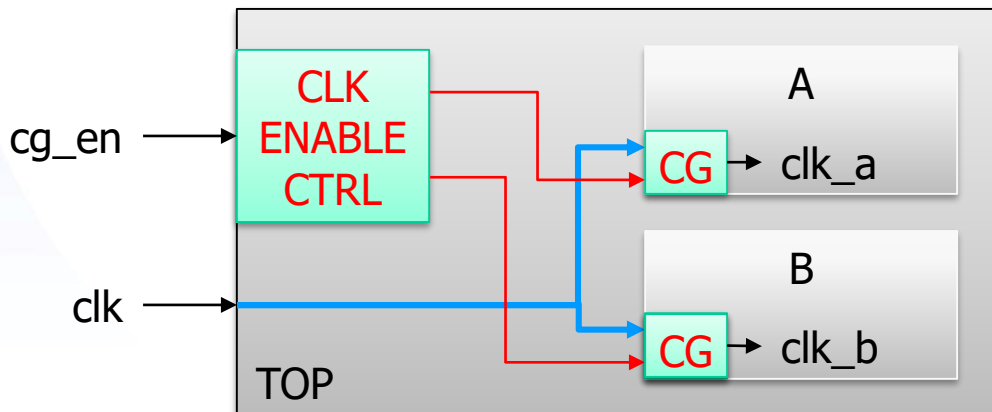 cg_en
CLK
ENABLE
CTRL
A
CG
clk_a
clk
B
CG
clk_b
TOP